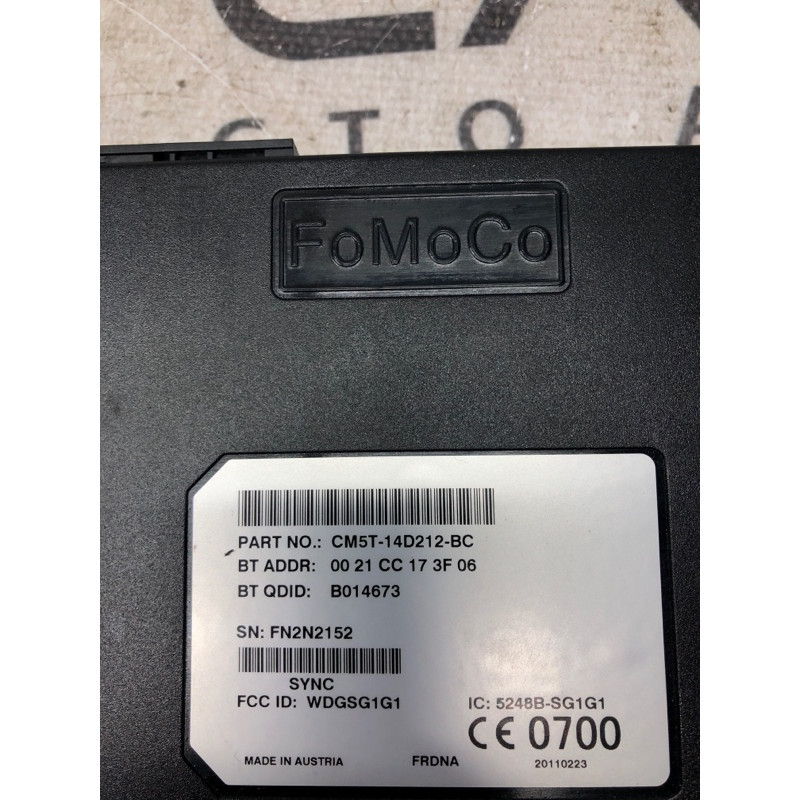 CTO
FoMoCo
PART NO.: CM5T-14D212-BC
BT ADDR: 00 21 CC 17 3F 06
BT QDID: B014673
SN: FN2N2152
SYNC
FCC ID: WDGSG1G1 IC: 5248B-SG1G1
CE 0700
MADE IN AUSTRIA FRDNA 20110223